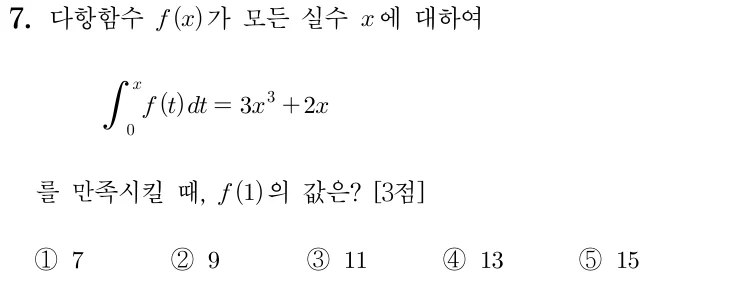 7. 다항함수 f(x)가 모든 실수 x에 대하여
∫₀ˣ f(t)dt = 3x³ + 2x
를 만족시킬 때, f(1)의 값은? [3점]
① 7 ② 9 ③ 11 ④ 13 ⑤ 15